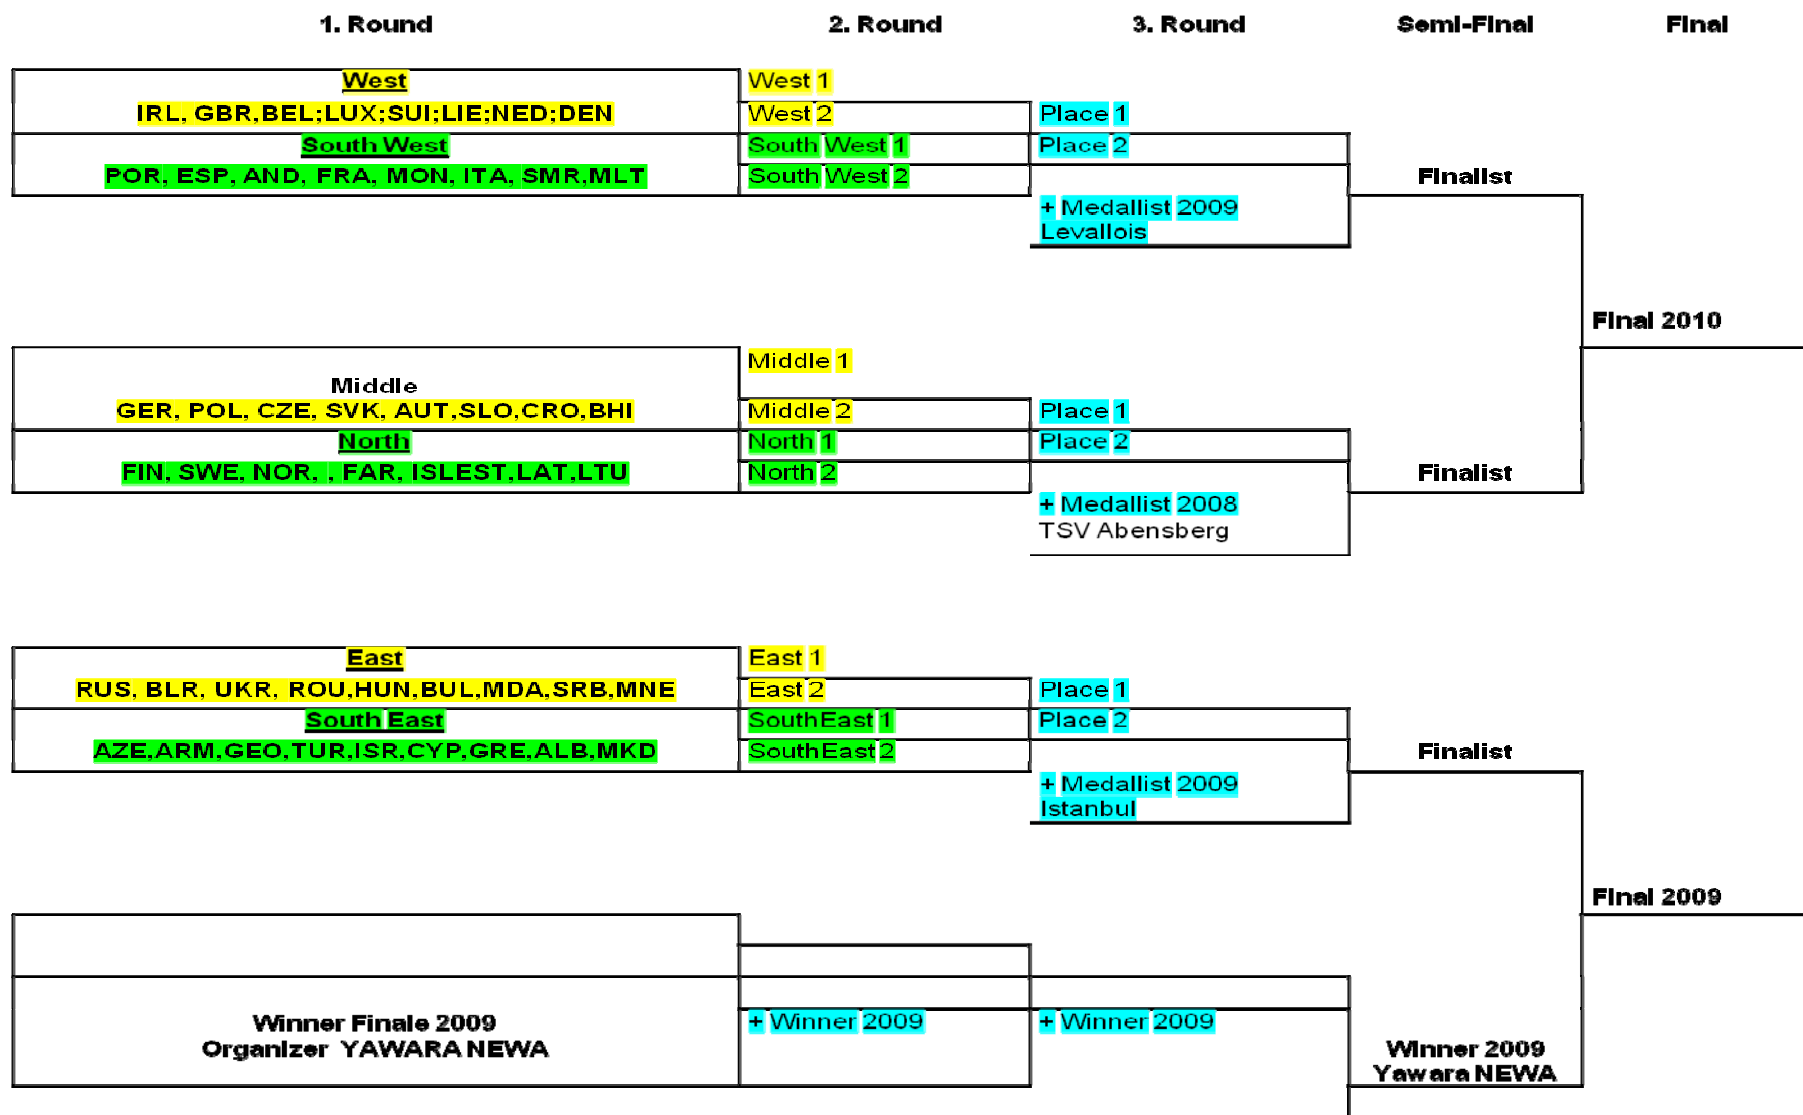 1. Round 2. Round 3. Round Semi-Final Final
West West 1
IRL, GBR,BEL;LUX;SUI;LIE;NED;DEN West 2 Place 1
South West South West 1 Place 2
POR, ESP, AND, FRA, MON, ITA, SMR,MLT South West 2 Finalist
+ Medallist 2009
Levallois
Final 2010
Middle 1
Middle
GER, POL, CZE, SVK, AUT,SLO,CRO,BHI Middle 2 Place 1
North North 1 Place 2
FIN, SWE, NOR, , FAR, ISLEST,LAT,LTU North 2 Finalist
+ Medallist 2008
TSV Abensberg
East East 1
RUS, BLR, UKR, ROU,HUN,BUL,MDA,SRB,MNE East 2 Place 1
South East SouthEast 1 Place 2
AZE,ARM,GEO,TUR,ISR,CYP,GRE,ALB,MKD SouthEast 2 Finalist
+ Medallist 2009
Istanbul
Final 2009
Winner Finale 2009 + Winner 2009 + Winner 2009
Organizer YAWARA NEWA Winner 2009
Yawara NEWA